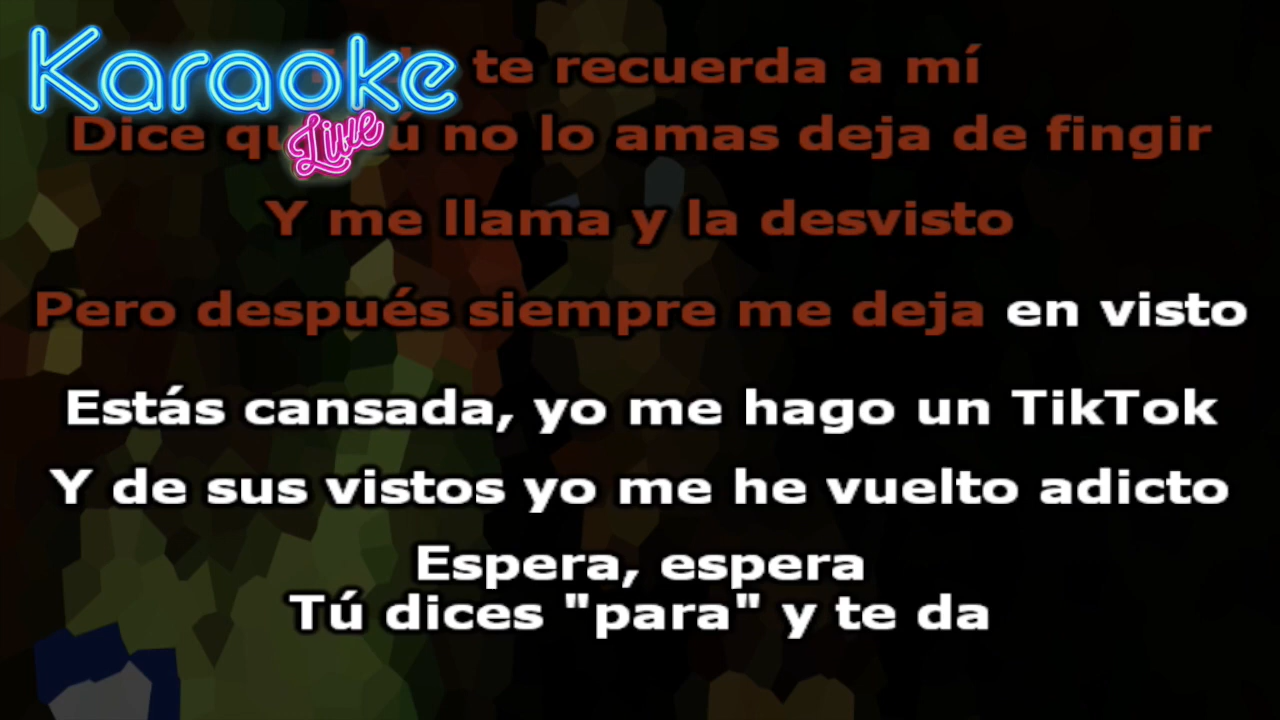 Karaoke
Live
te recuerda a mí
Dice no lo amas deja de fingir
Y me llama y la desvisto
Pero después siempre me deja en visto
Estás cansada, yo me hago un TikTok
Y de sus vistos yo me he vuelto adicto
Espera, espera
Tú dices "para" y te da